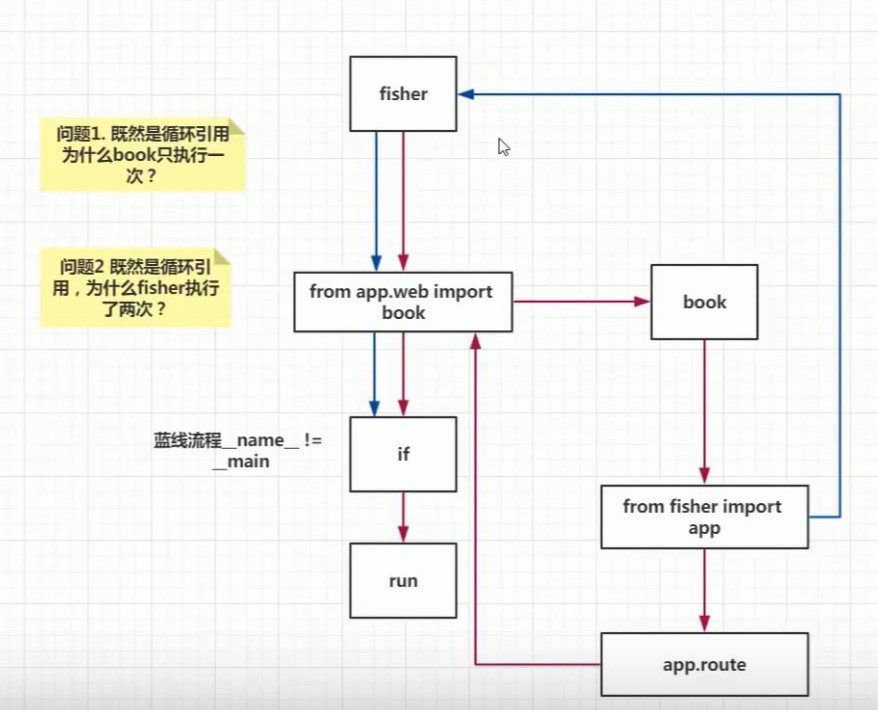 fisher
问题1. 既然是循环引用
为什么book只执行一
次？
问题2 既然是循环引
用，为什么fisher执行
了两次？
from app.web import
book
book
蓝线流程__name__ !=
__main
if
from fisher import
app
run
app.route